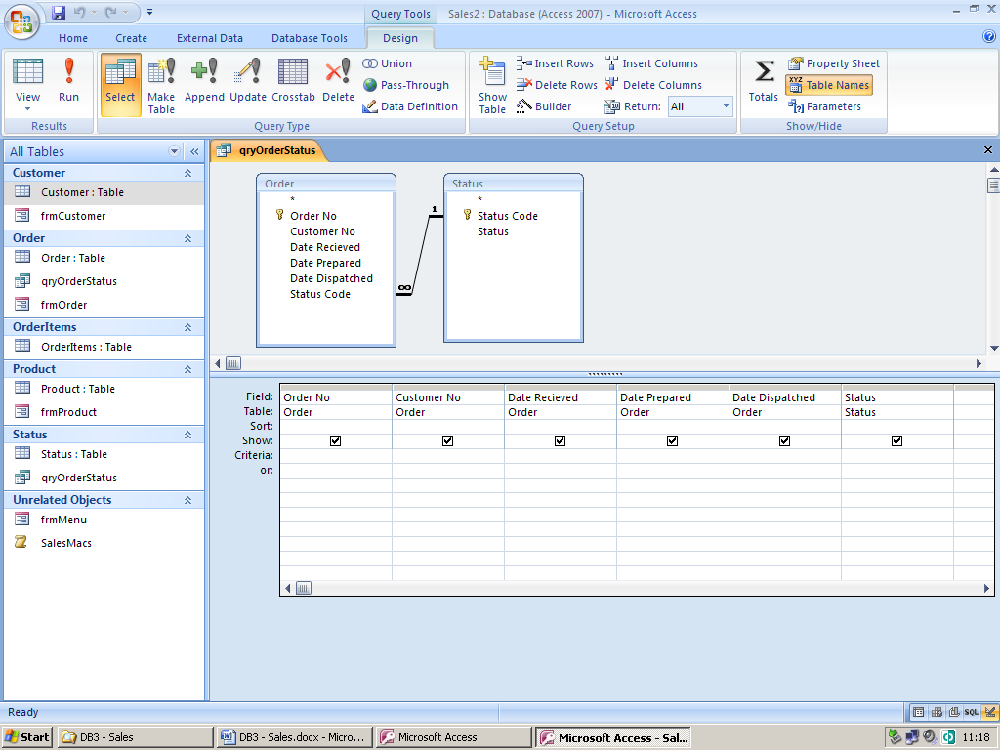 Query Tools
Sales2 : Database (Access 2007) - Microsoft Access
Home Create External Data Database Tools Design
View
Run
Results
Select
Make Table
Append
Update
Crosstab
Delete
Union
Pass-Through
Data Definition
Query Type
Show Table
Insert Rows
Delete Rows
Builder
Insert Columns
Delete Columns
Return: All
Query Setup
Σ
Totals
Property Sheet
XYZ Table Names
Parameters
Show/Hide
All Tables
Customer
Customer : Table
frmCustomer
Order
Order : Table
qryOrderStatus
frmOrder
OrderItems
OrderItems : Table
Product
Product : Table
frmProduct
Status
Status : Table
qryOrderStatus
Unrelated Objects
frmMenu
SalesMacs
qryOrderStatus
Order
*
Order No
Customer No
Date Recieved
Date Prepared
Date Dispatched
Status Code
∞
1
Status
*
Status Code
Status
Field: Order No Customer No Date Recieved Date Prepared Date Dispatched Status
Table: Order Order Order Order Order Status
Sort:
Show:
Criteria:
or:
Ready
SQL
Start
DB3 - Sales
DB3 - Sales.docx - Micro...
Microsoft Access
Microsoft Access - Sal...
11:18